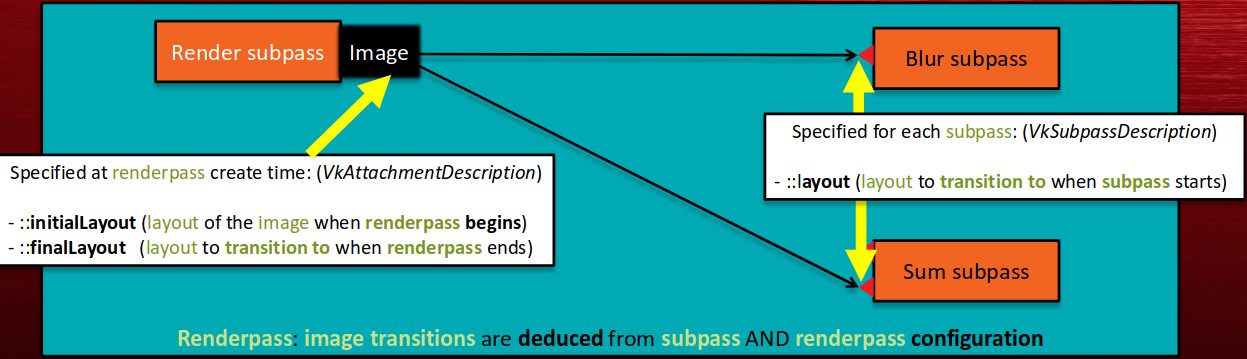 Render subpass
Image
Blur subpass
Specified for each subpass: (VkSubpassDescription)
- ::layout (layout to transition to when subpass starts)
Specified at renderpass create time: (VkAttachmentDescription)
- ::initialLayout (layout of the image when renderpass begins)
- ::finalLayout (layout to transition to when renderpass ends)
Sum subpass
Renderpass: image transitions are deduced from subpass AND renderpass configuration